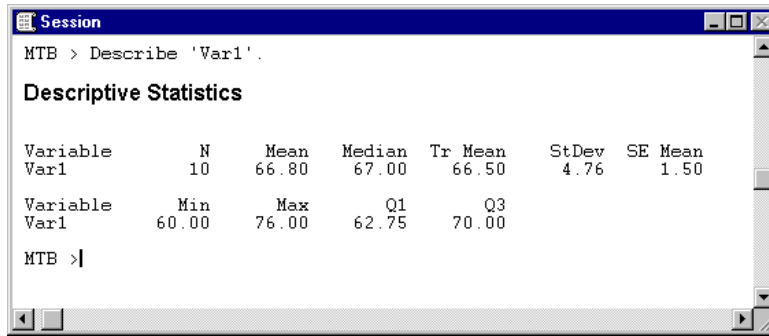 Session
MTB > Describe 'Var1'.
Descriptive Statistics
Variable N Mean Median Tr Mean StDev SE Mean
Var1 10 66.80 67.00 66.50 4.76 1.50
Variable Min Max Q1 Q3
Var1 60.00 76.00 62.75 70.00
MTB >